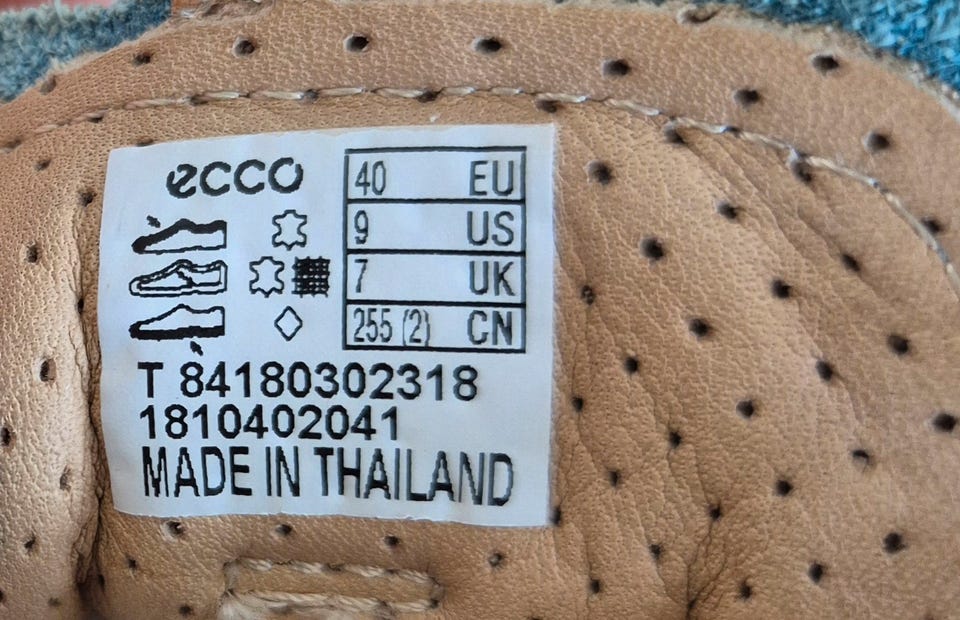 ecco
40 EU
9 US
7 UK
255 (2) CN
T 84180302318
1810402041
MADE IN THAILAND